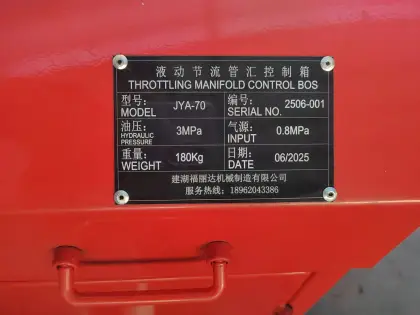 液动节流管汇控制箱
THROTTLING MANIFOLD CONTROL BOS
型号: MODEL JYA-70 编号: SERIAL NO. 2506-001
油压: HYDRAULIC PRESSURE 3MPa 气源: INPUT 0.8MPa
重量: WEIGHT 180Kg 日期: DATE 06/2025
建湖福丽达机械制造有限公司
服务热线: 18962043386